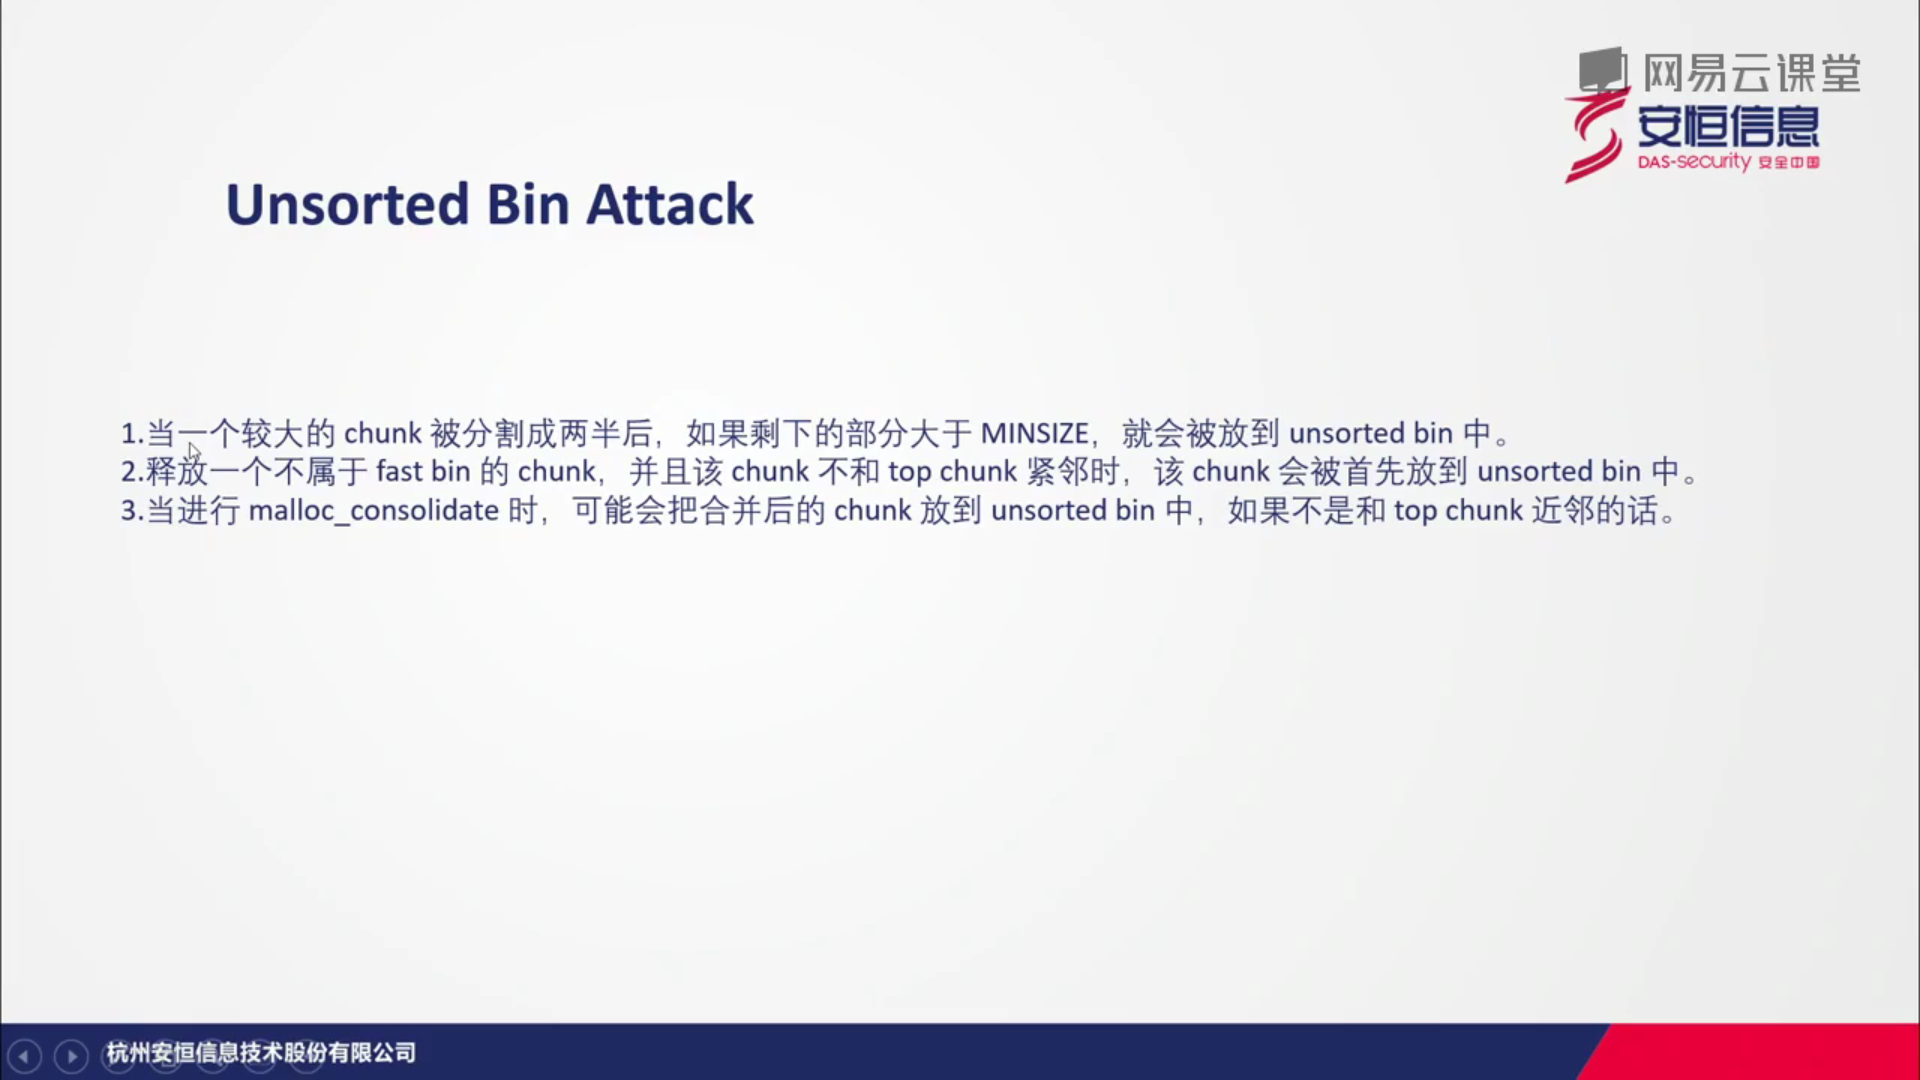 网易云课堂
安恒信息
DAS-security 安全中国
Unsorted Bin Attack
1.当一个较大的 chunk 被分割成两半后，如果剩下的部分大于 MINSIZE，就会被放到 unsorted bin 中。
2.释放一个不属于 fast bin 的 chunk，并且该 chunk 不和 top chunk 紧邻时，该 chunk 会被首先放到 unsorted bin 中。
3.当进行 malloc_consolidate 时，可能会把合并后的 chunk 放到 unsorted bin 中，如果不是和 top chunk 近邻的话。
杭州安恒信息技术股份有限公司